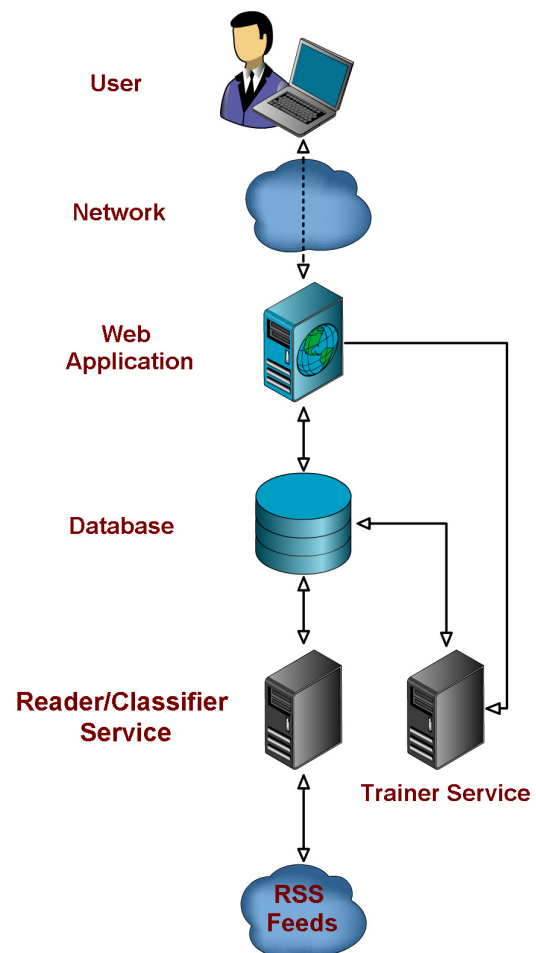 User
Network
Web
Application
Database
Reader/Classifier
Service
Trainer Service
RSS
Feeds